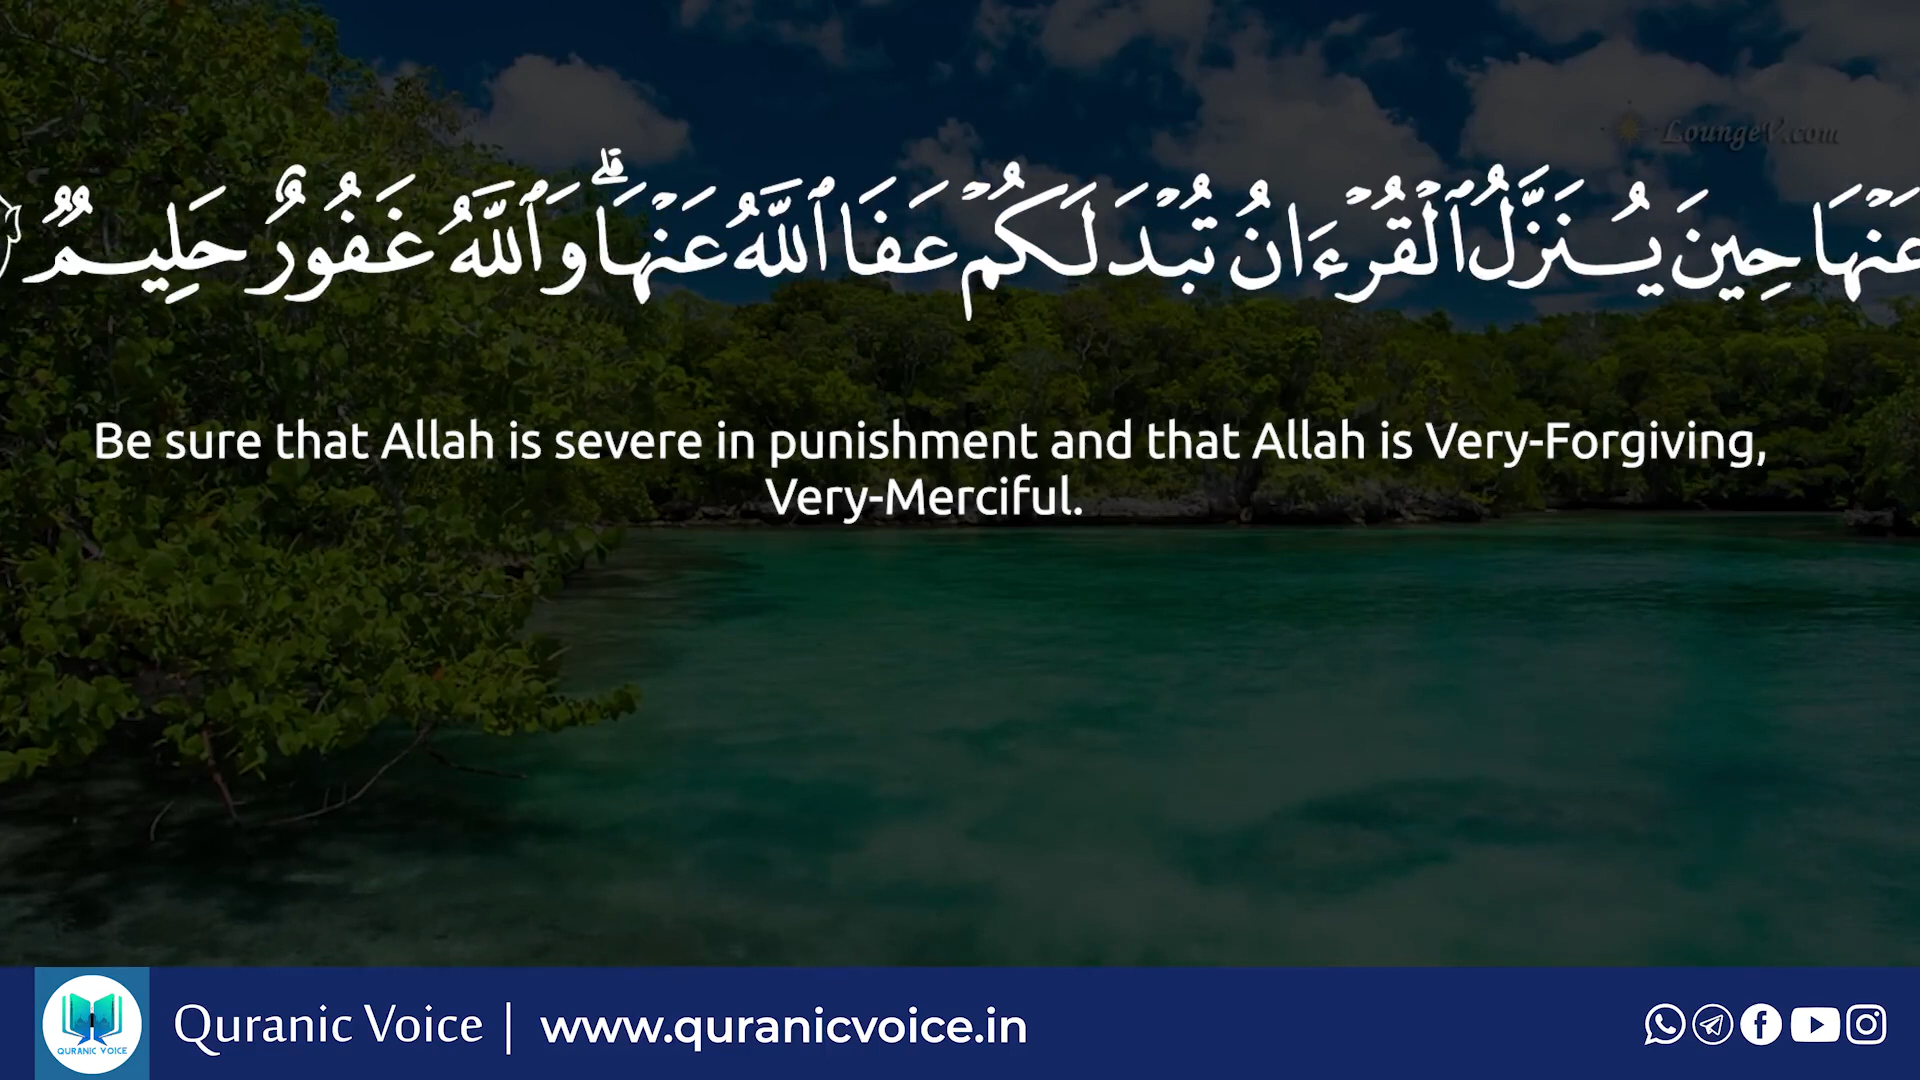 LoungeV.com
عَنْهَا حِينَ يُنَزَّلُ ٱلْقُرْءَانُ تُبْدَ لَكُمْ عَفَا ٱللَّهُ عَنْهَاۗ وَٱللَّهُ غَفُورٌ حَلِيمٌ
Be sure that Allah is severe in punishment and that Allah is Very-Forgiving,
Very-Merciful.
QURANIC VOICE
Quranic Voice | www.quranicvoice.in